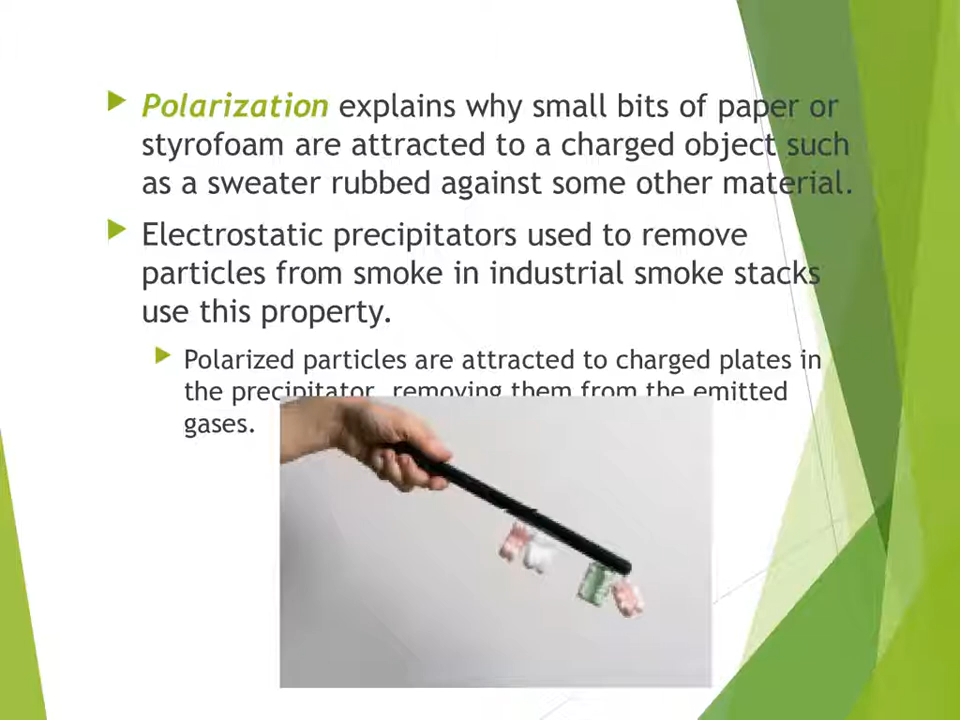 Polarization explains why small bits of paper or
styrofoam are attracted to a charged object such
as a sweater rubbed against some other material.
Electrostatic precipitators used to remove
particles from smoke in industrial smoke stacks
use this property.
Polarized particles are attracted to charged plates in
the precipitator, removing them from the emitted
gases.